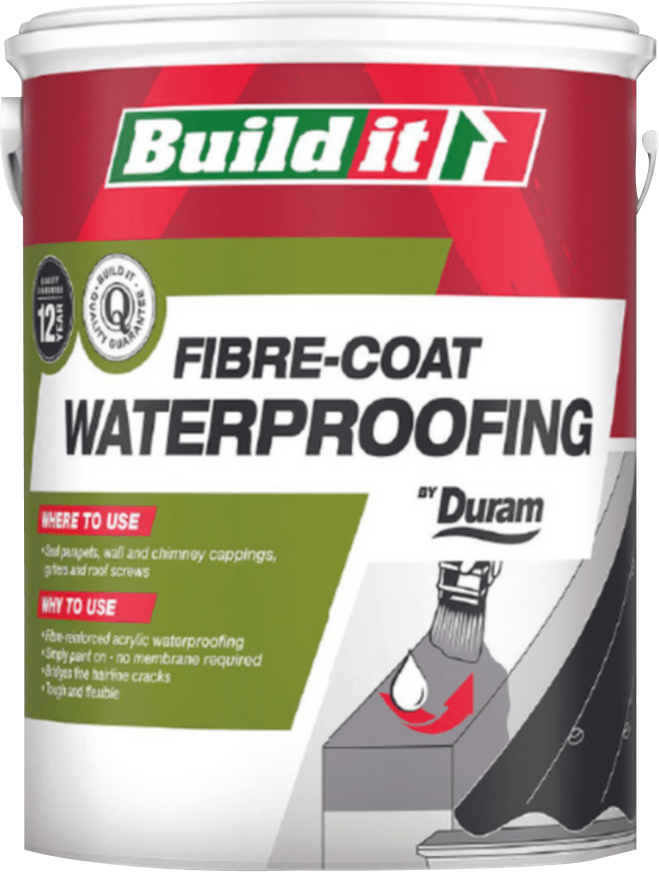 Build it
QUALITY
GUARANTEE
12 YEAR
• BUILD IT •
QUALITY GUARANTEE
Q
FIBRE-COAT
WATERPROOFING
BY Duram
WHERE TO USE
• Seal parapets, wall and chimney cappings,
gutters and roof screws
WHY TO USE
• Fibre-reinforced acrylic waterproofing
• Simply paint on - no membrane required
• Bridges fine hairline cracks
• Tough and flexible